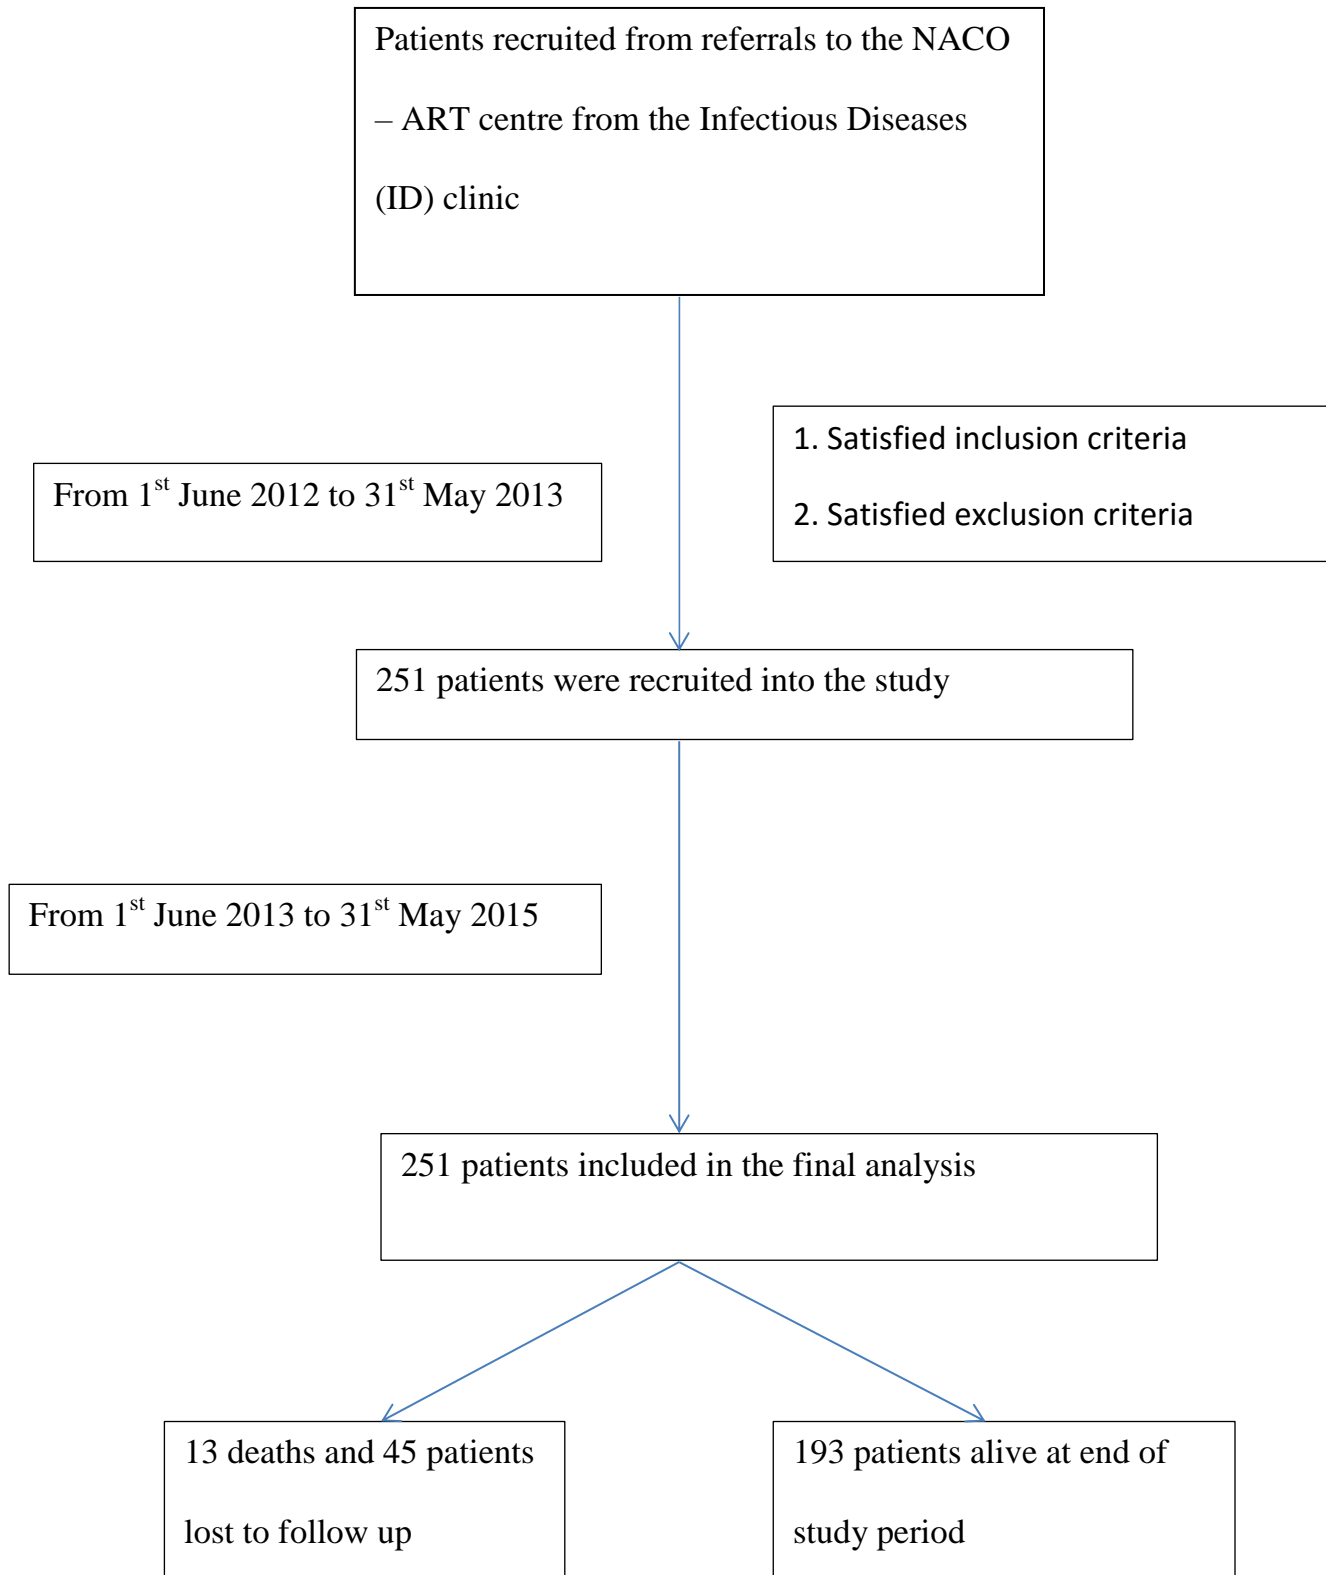 Patients recruited from referrals to the NACO
– ART centre from the Infectious Diseases
(ID) clinic
1. Satisfied inclusion criteria
From 1st June 2012 to 31st May 2013
2. Satisfied exclusion criteria
251 patients were recruited into the study
From 1st June 2013 to 31st May 2015
251 patients included in the final analysis
13 deaths and 45 patients
lost to follow up
193 patients alive at end of
study period